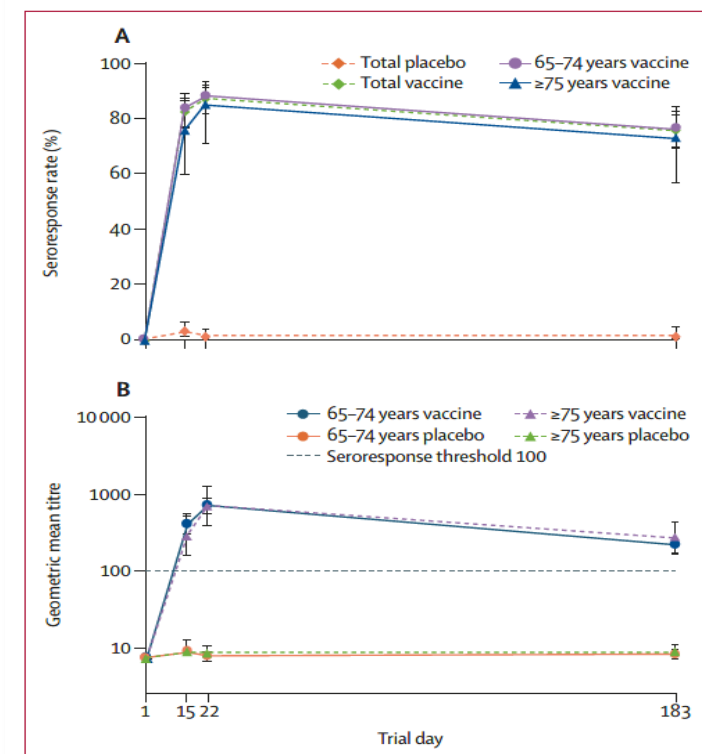 A
Total placebo
65–74 years vaccine
Total vaccine
≥75 years vaccine
100
80
60
40
20
0
Seroresponse rate (%)
B
65–74 years vaccine
≥75 years vaccine
65–74 years placebo
≥75 years placebo
Seroresponse threshold 100
10 000
1000
100
10
Geometric mean titre
1
15
22
183
Trial day